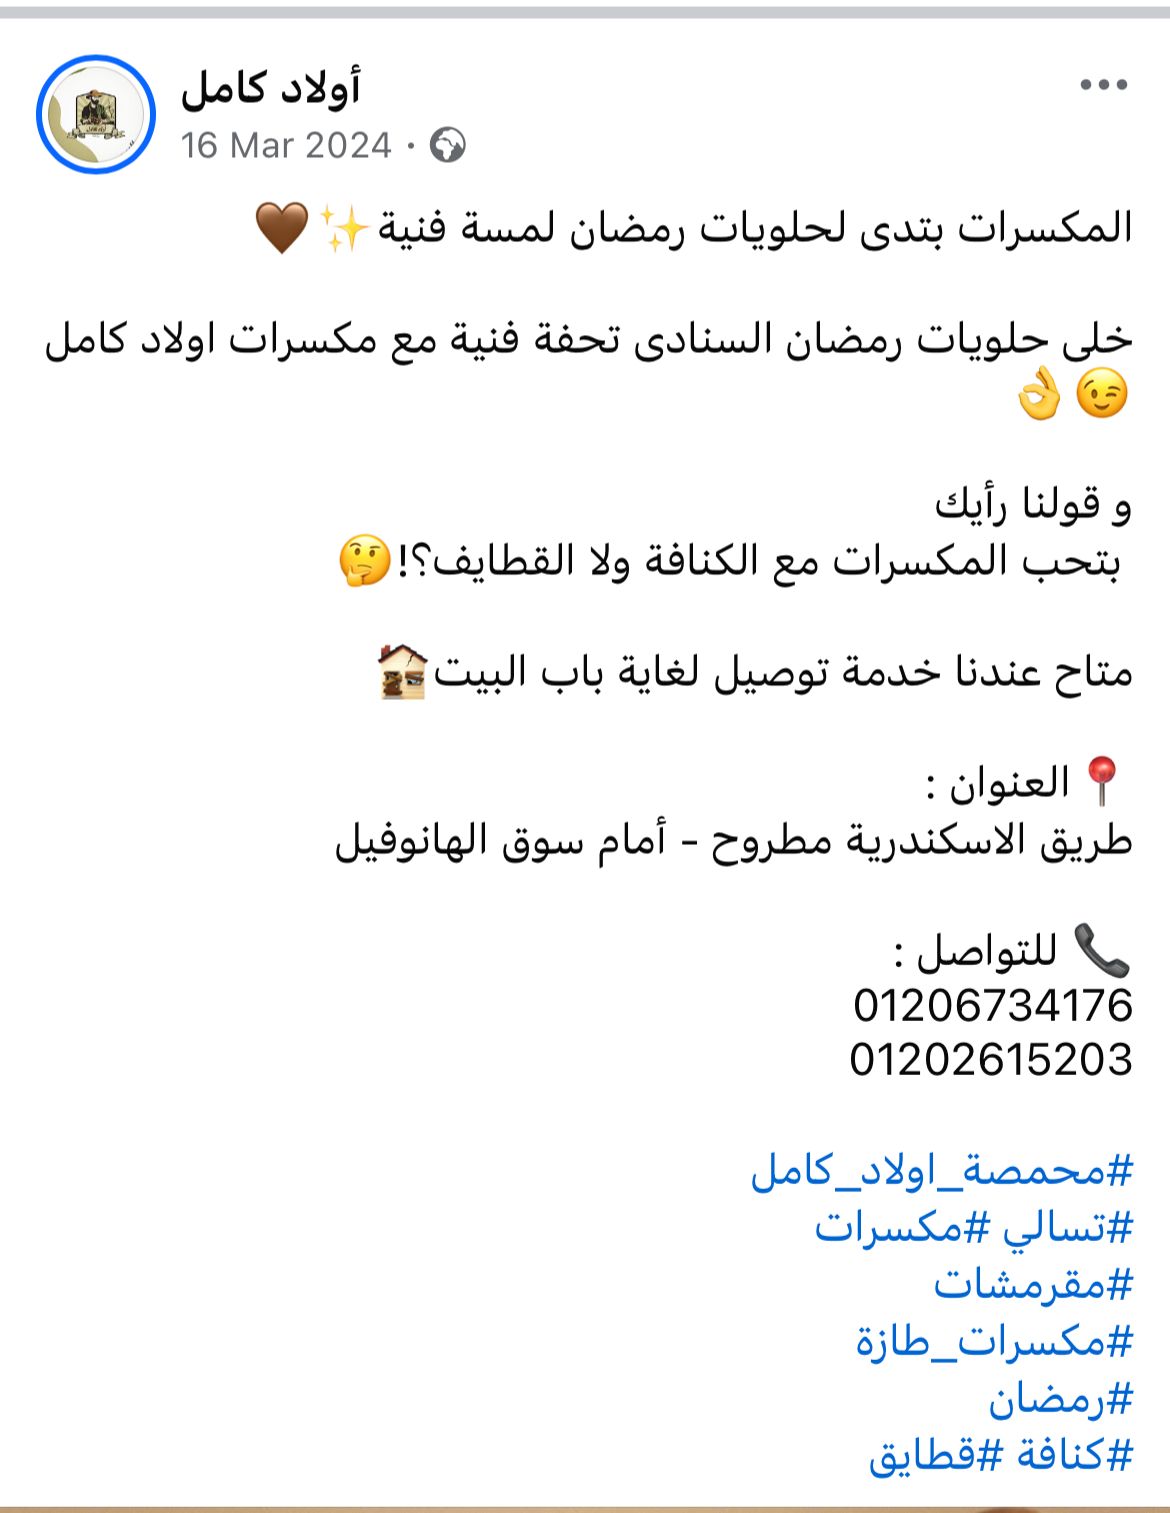 أولاد كامل
16 Mar 2024 ·
المكسرات بتدى لحلويات رمضان لمسة فنية✨🤎
خلى حلويات رمضان السنادى تحفة فنية مع مكسرات اولاد كامل
😉👌
و قولنا رأيك
بتحب المكسرات مع الكنافة ولا القطايف؟!🤔
متاح عندنا خدمة توصيل لغاية باب البيت🏚
📍 العنوان :
طريق الاسكندرية مطروح - أمام سوق الهانوفيل
📞 للتواصل :
01206734176
01202615203
#محمصة_اولاد_كامل
#تسالي #مكسرات
#مقرمشات
#مكسرات_طازة
#رمضان
#كنافة #قطايق